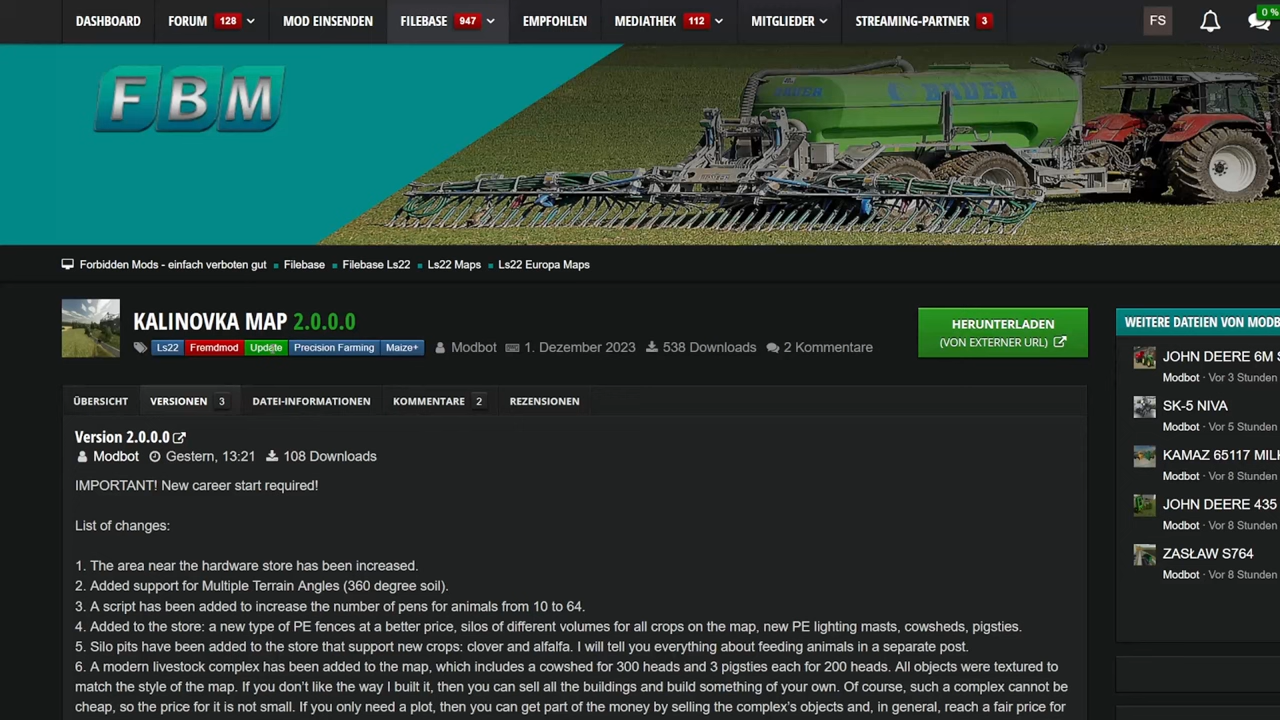 DASHBOARD FORUM 128 MOD EINSENDEN FILEBASE 947 EMPFOHLEN MEDIATHEK 112 MITGLIEDER STREAMING-PARTNER 3 FS 0 %
FBM
BAUER BAUER
Forbidden Mods - einfach verboten gut Filebase Filebase Ls22 Ls22 Maps Ls22 Europa Maps
KALINOVKA MAP 2.0.0.0
Ls22 Fremdmod Update Precision Farming Maize+ Modbot 1. Dezember 2023 538 Downloads 2 Kommentare
HERUNTERLADEN
(VON EXTERNER URL)
ÜBERSICHT VERSIONEN 3 DATEI-INFORMATIONEN KOMMENTARE 2 REZENSIONEN
Version 2.0.0.0
Modbot Gestern, 13:21 108 Downloads
IMPORTANT! New career start required!
List of changes:
1. The area near the hardware store has been increased.
2. Added support for Multiple Terrain Angles (360 degree soil).
3. A script has been added to increase the number of pens for animals from 10 to 64.
4. Added to the store: a new type of PE fences at a better price, silos of different volumes for all crops on the map, new PE lighting masts, cowsheds, pigsties.
5. Silo pits have been added to the store that support new crops: clover and alfalfa. I will tell you everything about feeding animals in a separate post.
6. A modern livestock complex has been added to the map, which includes a cowshed for 300 heads and 3 pigsties each for 200 heads. All objects were textured to
match the style of the map. If you don't like the way I built it, then you can sell all the buildings and build something of your own. Of course, such a complex cannot be
cheap, so the price for it is not small. If you only need a plot, then you can get part of the money by selling the complex's objects and, in general, reach a fair price for
WEITERE DATEIEN VON MODB
JOHN DEERE 6M S
Modbot · Vor 3 Stunden
SK-5 NIVA
Modbot · Vor 5 Stunden
KAMAZ 65117 MILK
Modbot · Vor 8 Stunden
JOHN DEERE 435
Modbot · Vor 8 Stunden
ZASŁAW S764
Modbot · Vor 8 Stunden